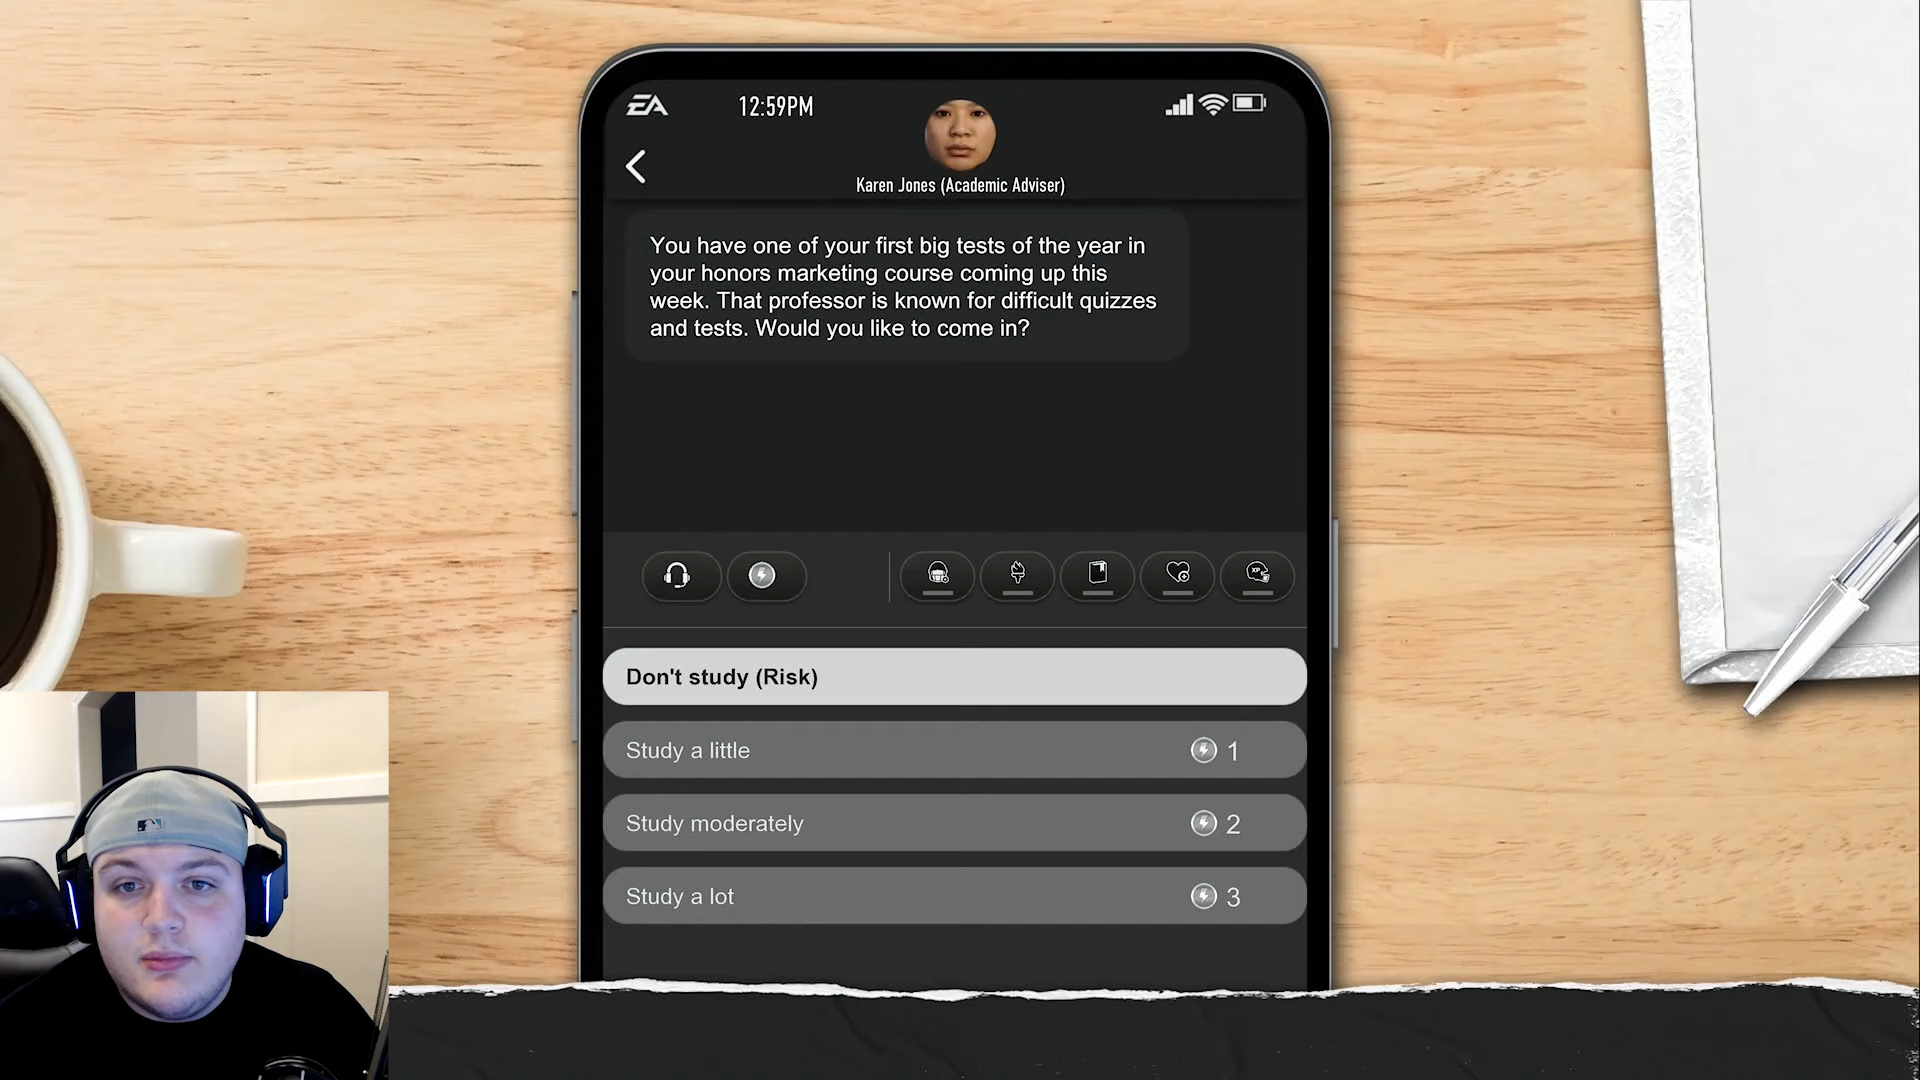 EA
12:59PM
Karen Jones (Academic Adviser)
You have one of your first big tests of the year in
your honors marketing course coming up this
week. That professor is known for difficult quizzes
and tests. Would you like to come in?
XP
Don't study (Risk)
Study a little 1
Study moderately 2
Study a lot 3